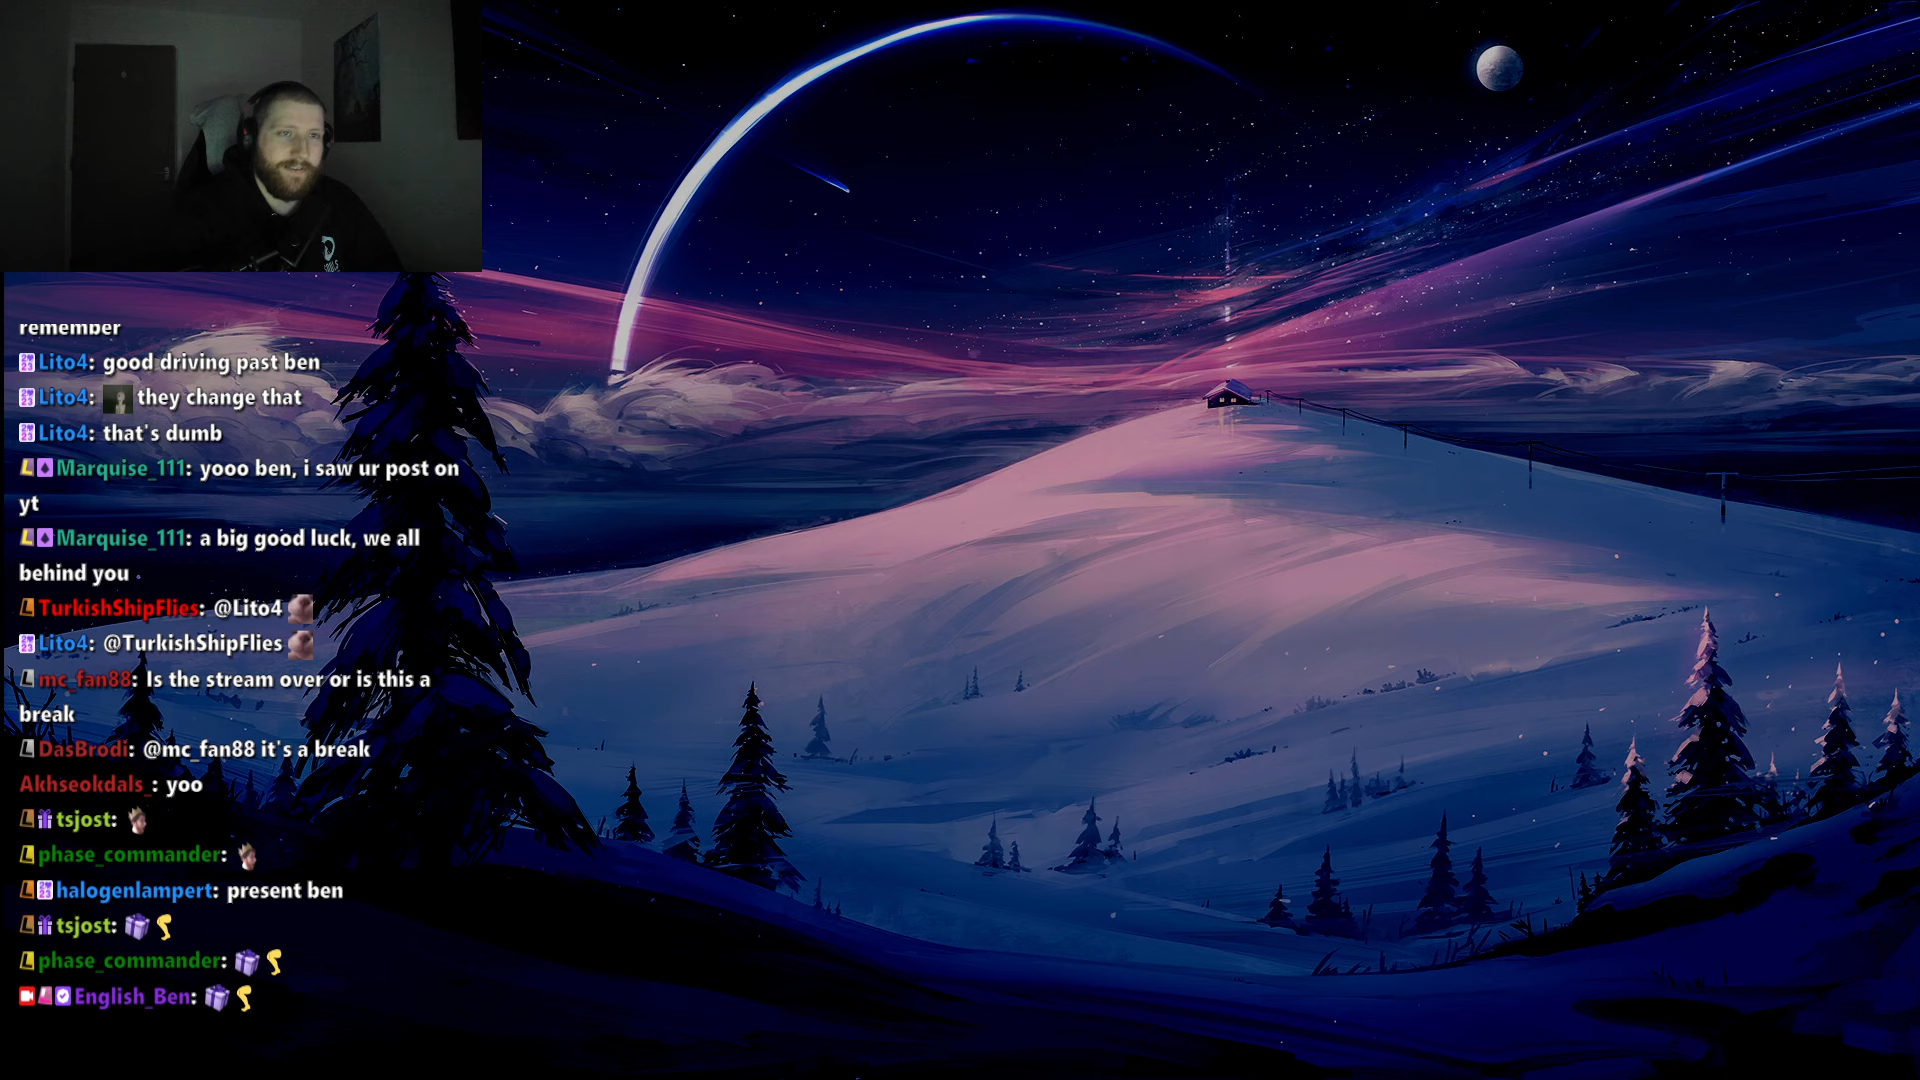 remember
Lito4: good driving past ben
Lito4: they change that
Lito4: that's dumb
Marquise_111: yooo ben, i saw ur post on
yt
Marquise_111: a big good luck, we all
behind you
TurkishShipFlies: @Lito4
Lito4: @TurkishShipFlies
mc_fan88: Is the stream over or is this a
break
DasBrodi: @mc_fan88 it's a break
Akhseokdals_: yoo
tsjost:
phase_commander:
halogenlampert: present ben
tsjost:
phase_commander:
English_Ben: